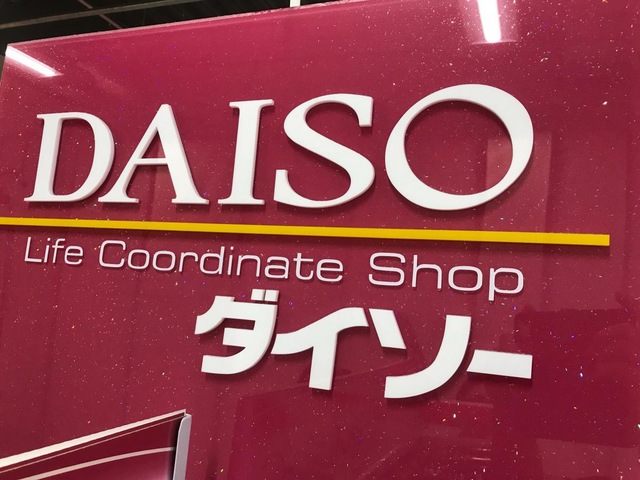 DAISO
Life Coordinate Shop
ダイソー